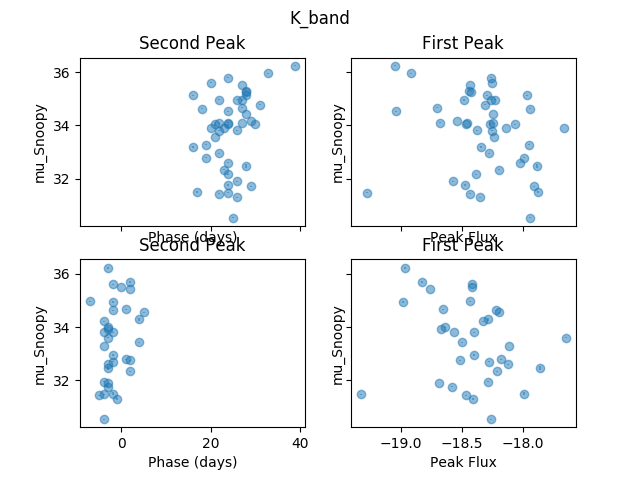 K_band
Second Peak First Peak
36
34
32
mu_Snoopy
mu_Snoopy
Phase (days) Peak Flux
Second Peak First Peak
36
34
32
mu_Snoopy
mu_Snoopy
0 20 40 −19.0 −18.5 −18.0
Phase (days) Peak Flux